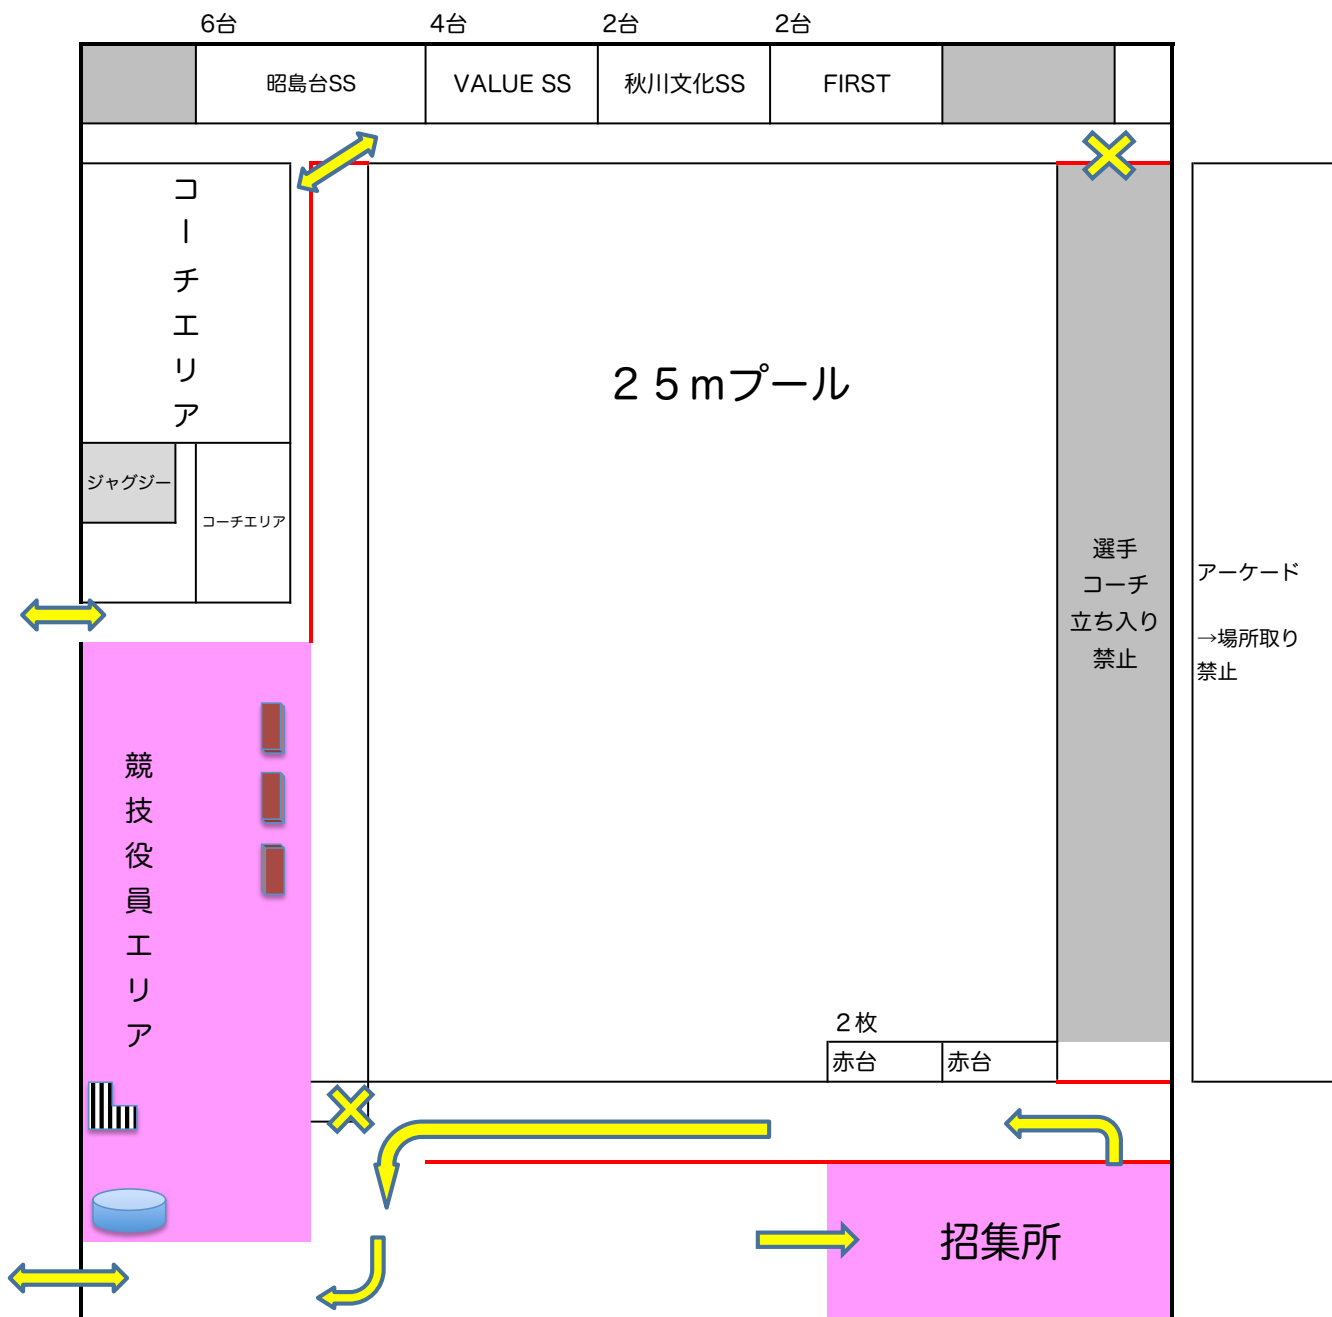 6台
4台
2台
2台
昭島台SS
VALUE SS
秋川文化SS
FIRST
コーチエリア
２５ｍプール
ジャグジー
コーチエリア
選手
コーチ
立ち入り
禁止
アーケード
→場所取り
禁止
競技役員エリア
２枚
赤台
赤台
招集所